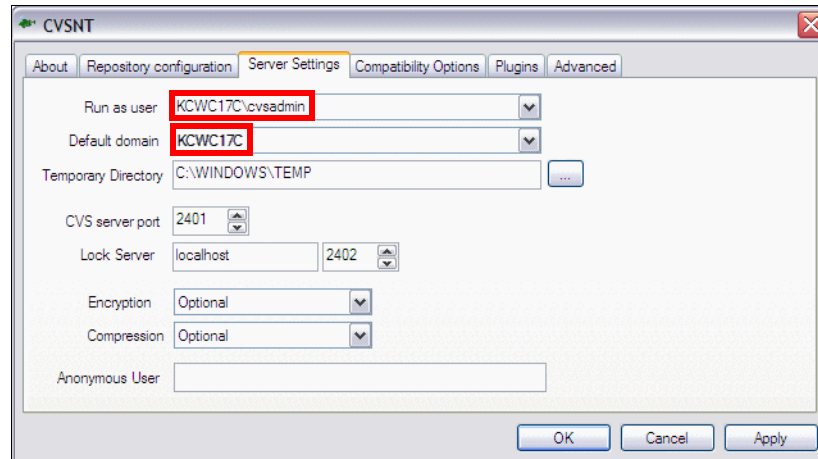 CVSNT
About Repository configuration Server Settings Compatibility Options Plugins Advanced
Run as user KCWC17C\cvsadmin
Default domain KCWC17C
Temporary Directory C:\WINDOWS\TEMP ...
CVS server port 2401
Lock Server localhost 2402
Encryption Optional
Compression Optional
Anonymous User
OK Cancel Apply